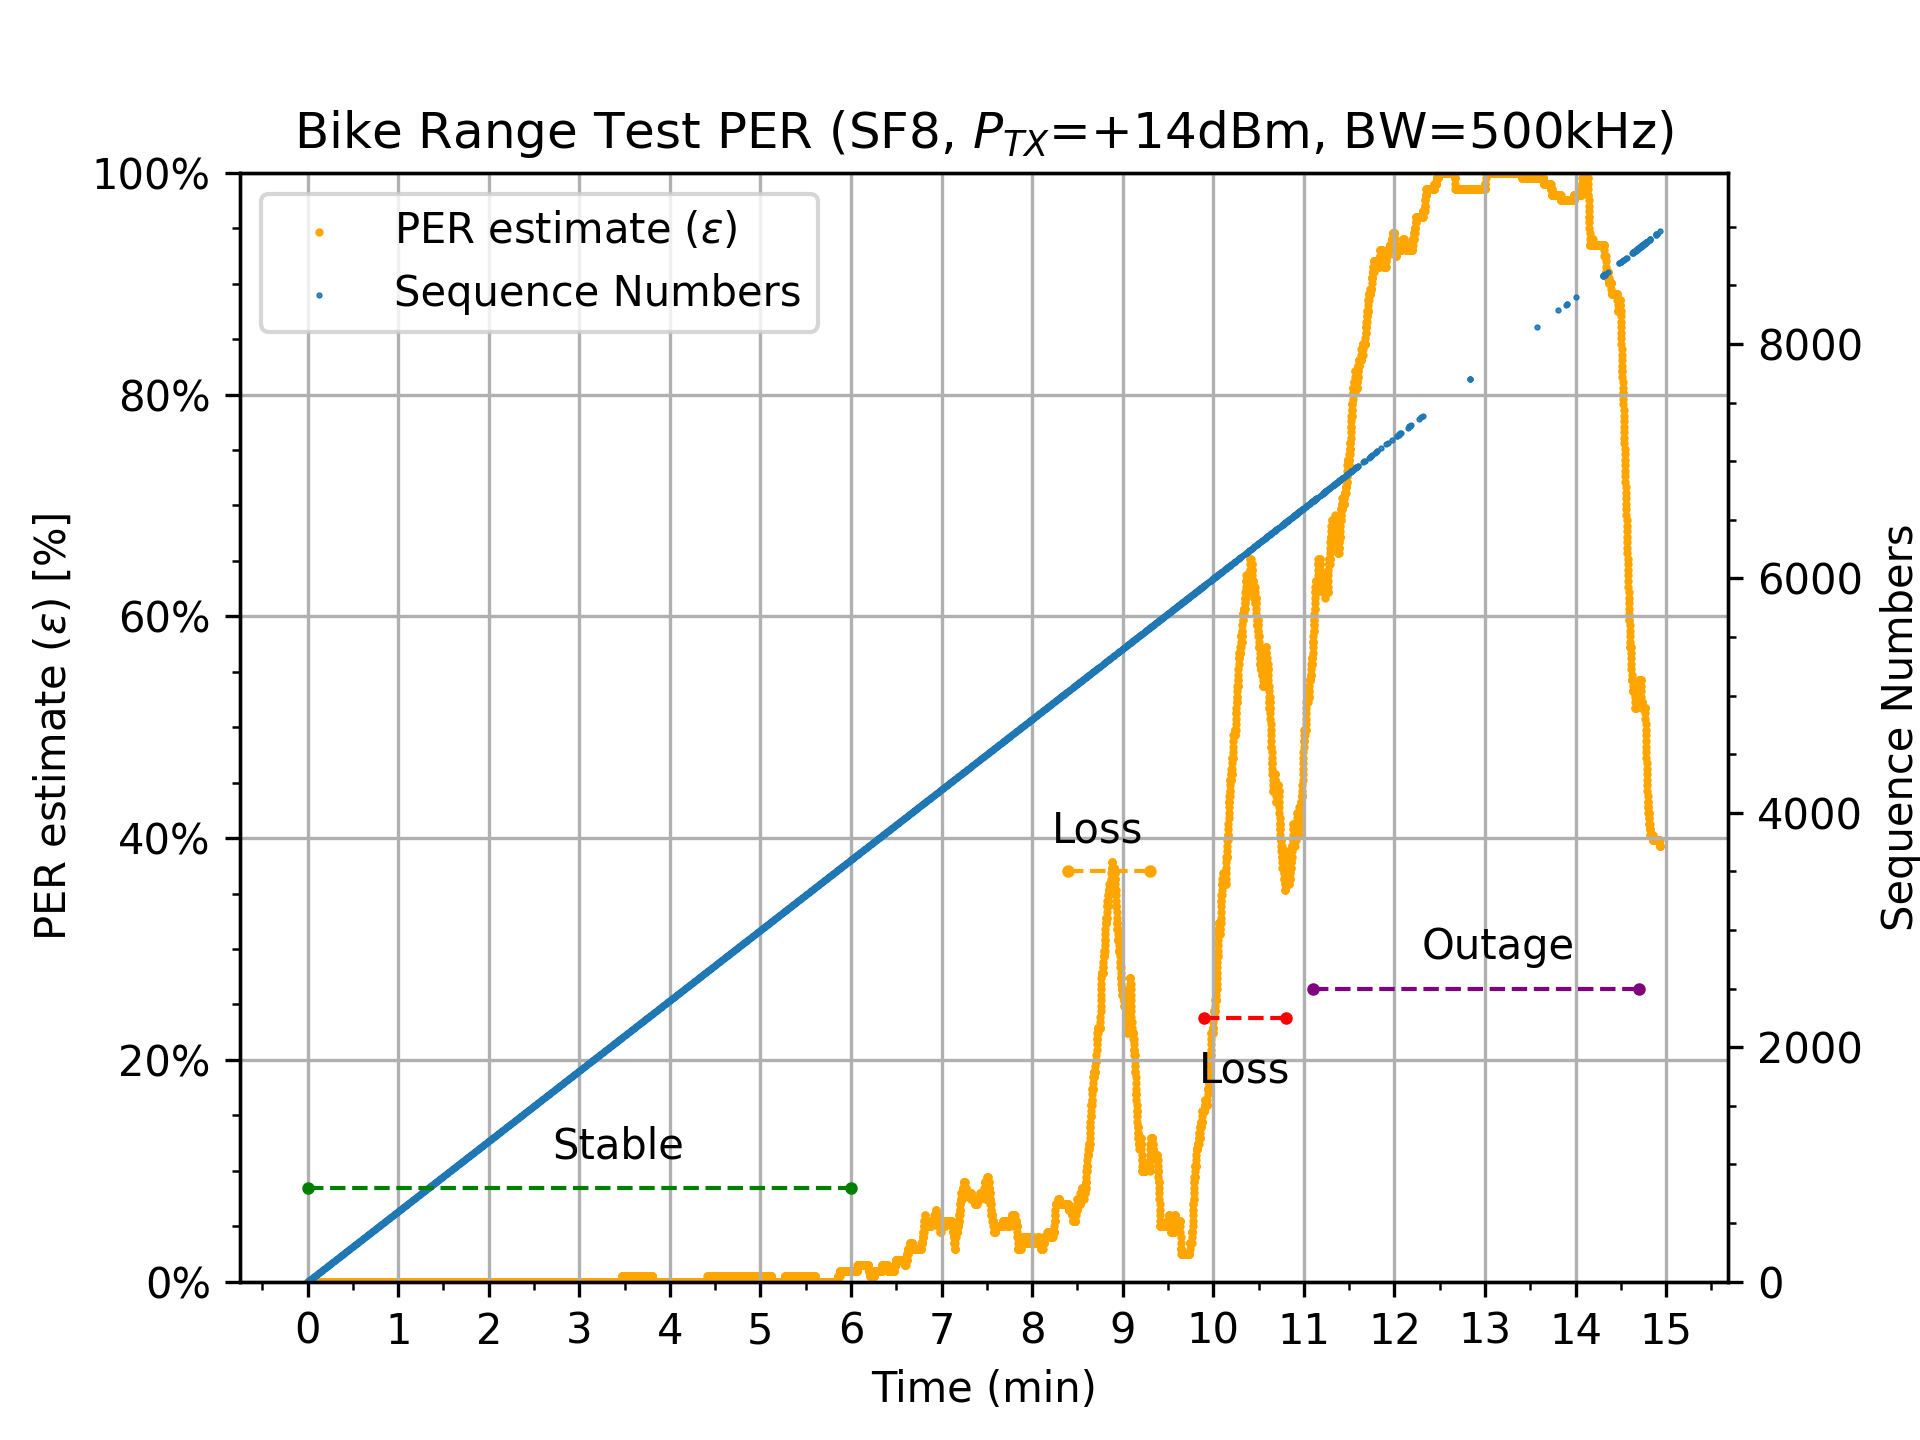 Bike Range Test PER (SF8, P_TX=+14dBm, BW=500kHz)
PER estimate (ε)
Sequence Numbers
100%
80%
60%
40%
20%
0%
PER estimate (ε) [%]
8000
6000
4000
2000
0
Sequence Numbers
Loss
Outage
Loss
Stable
0 1 2 3 4 5 6 7 8 9 10 11 12 13 14 15
Time (min)